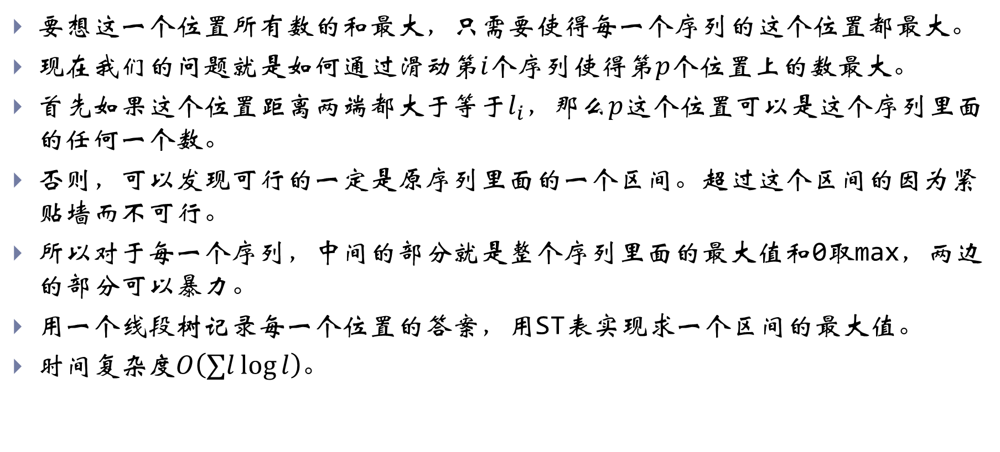 要想这一个位置所有数的和最大，只需要使得每一个序列的这个位置都最大。
现在我们的问题就是如何通过滑动第i个序列使得第p个位置上的数最大。
首先如果这个位置距离两端都大于等于l_i，那么p这个位置可以是这个序列里面
的任何一个数。
否则，可以发现可行的一定是原序列里面的一个区间。超过这个区间的因为紧
贴墙而不可行。
所以对于每一个序列，中间的部分就是整个序列里面的最大值和0取max，两边
的部分可以暴力。
用一个线段树记录每一个位置的答案，用ST表实现求一个区间的最大值。
时间复杂度O(∑l log l)。